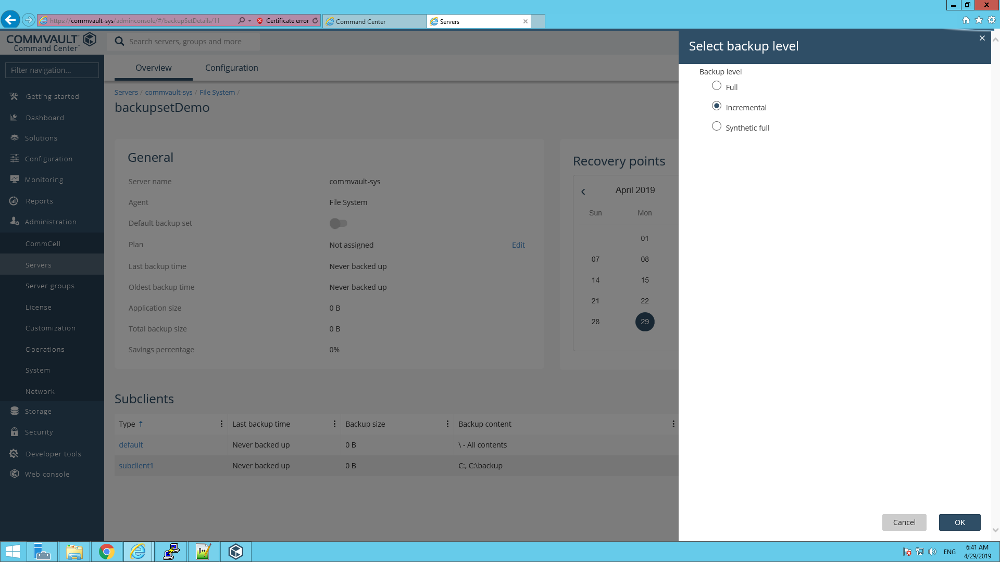 https://commvault-sys/adminconsole/#/backupSetDetails/11
Certificate error
Command Center
Servers
COMMVAULT
Command Center
Search servers, groups and more
Select backup level
Filter navigation...
Overview
Configuration
Backup level
Full
Incremental
Synthetic full
Servers / commvault-sys / File System /
backupsetDemo
Getting started
Dashboard
Solutions
Configuration
Monitoring
Reports
Administration
CommCell
Servers
Server groups
License
Customization
Operations
System
Network
Storage
Security
Developer tools
Web console
General
Server name commvault-sys
Agent File System
Default backup set
Plan Not assigned Edit
Last backup time Never backed up
Oldest backup time Never backed up
Application size 0 B
Total backup size 0 B
Savings percentage 0%
Recovery points
April 2019
Sun Mon
01
07 08
14 15
21 22
28 29
Subclients
Type ↑ Last backup time Backup size Backup content
default Never backed up 0 B \ - All contents
subclient1 Never backed up 0 B C:, C:\backup
Cancel OK
ENG
6:41 AM
4/29/2019